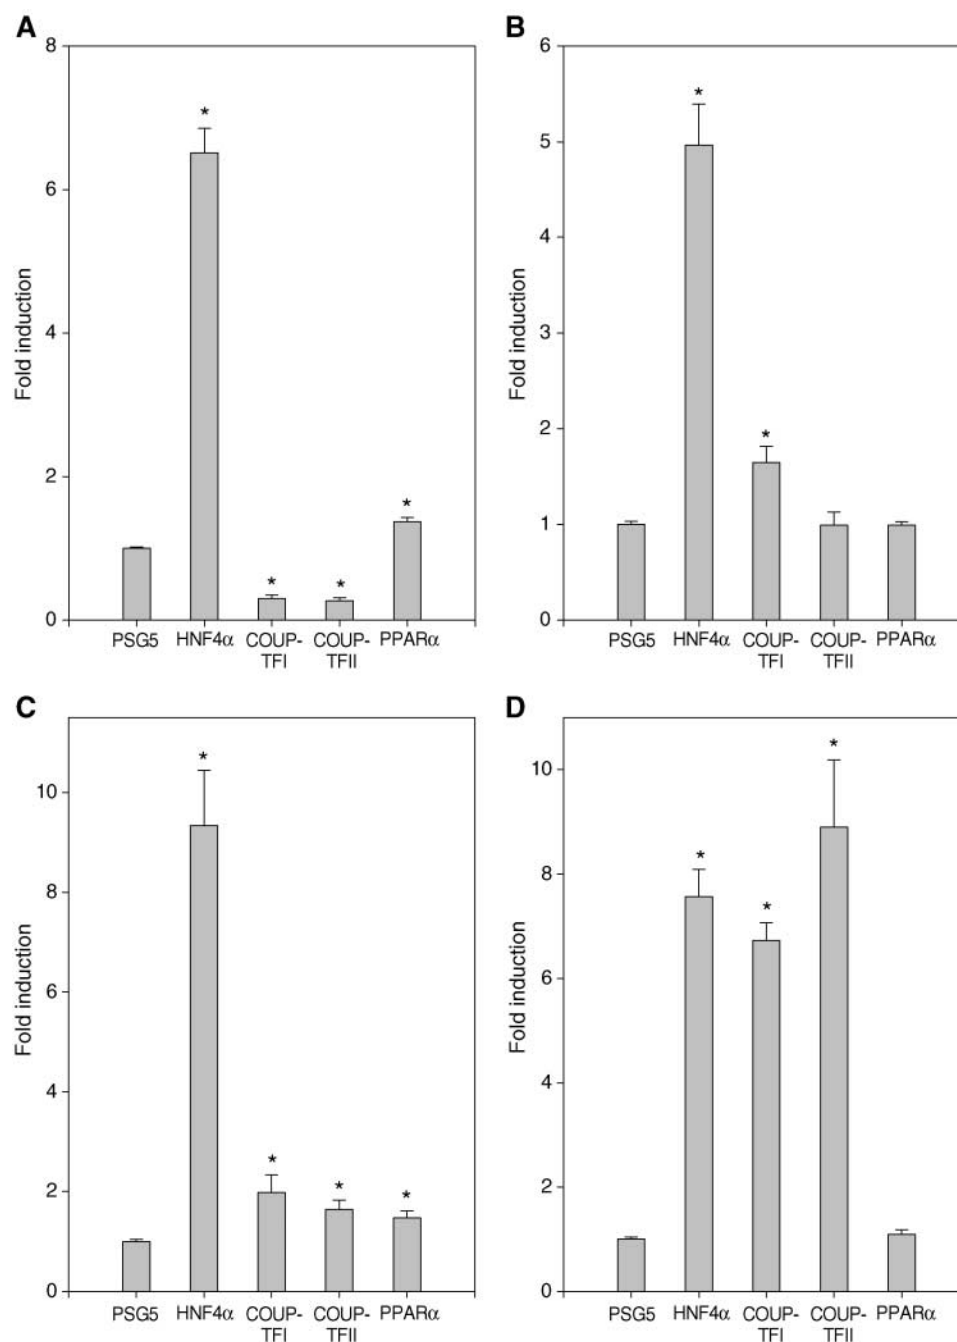 A
8
6
4
2
0
Fold induction
*
*
*
*
PSG5 HNF4α COUP- COUP- PPARα
TFI TFII
B
6
5
4
3
2
1
0
Fold induction
*
*
PSG5 HNF4α COUP- COUP- PPARα
TFI TFII
C
10
8
6
4
2
0
Fold induction
*
*
*
*
PSG5 HNF4α COUP- COUP- PPARα
TFI TFII
D
10
8
6
4
2
0
Fold induction
*
*
*
PSG5 HNF4α COUP- COUP- PPARα
TFI TFII